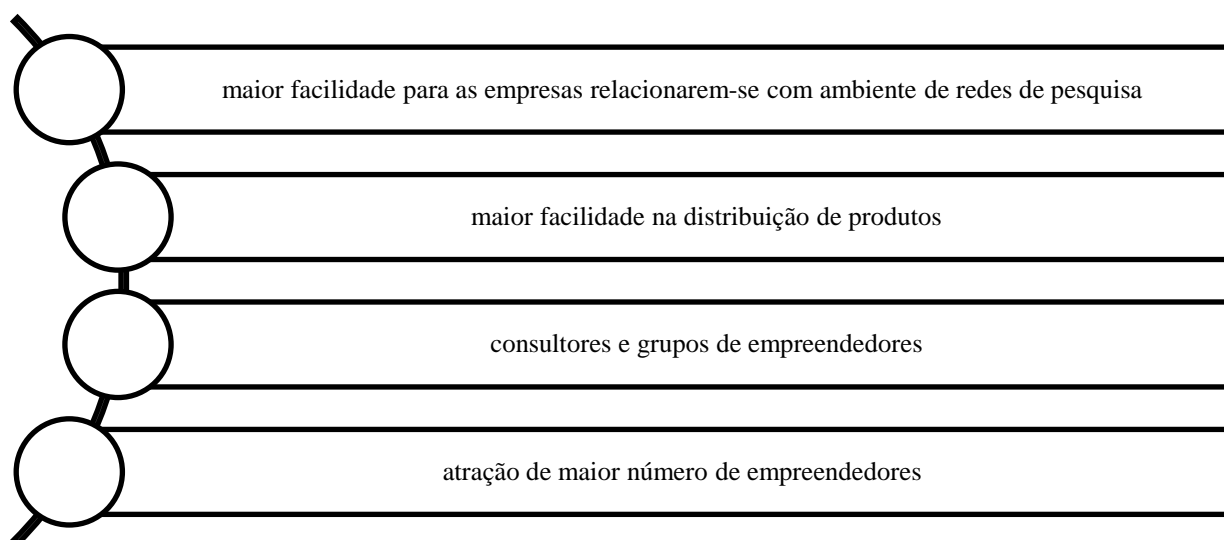 maior facilidade para as empresas relacionarem-se com ambiente de redes de pesquisa
maior facilidade na distribuição de produtos
consultores e grupos de empreendedores
atração de maior número de empreendedores